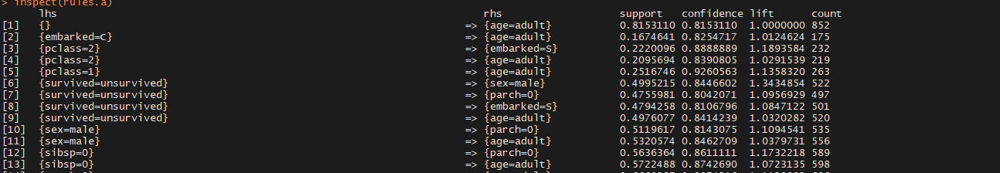 > inspect(rules.a)
lhs rhs support confidence lift count
[1] {} => {age=adult} 0.8153110 0.8153110 1.0000000 852
[2] {embarked=C} => {age=adult} 0.1674641 0.8254717 1.0124624 175
[3] {pclass=2} => {embarked=S} 0.2220096 0.8888889 1.1893584 232
[4] {pclass=2} => {age=adult} 0.2095694 0.8390805 1.0291539 219
[5] {pclass=1} => {age=adult} 0.2516746 0.9260563 1.1358320 263
[6] {survived=unsurvived} => {sex=male} 0.4995215 0.8446602 1.3434854 522
[7] {survived=unsurvived} => {parch=0} 0.4755981 0.8042071 1.0956929 497
[8] {survived=unsurvived} => {embarked=S} 0.4794258 0.8106796 1.0847122 501
[9] {survived=unsurvived} => {age=adult} 0.4976077 0.8414239 1.0320282 520
[10] {sex=male} => {parch=0} 0.5119617 0.8143075 1.1094541 535
[11] {sex=male} => {age=adult} 0.5320574 0.8462709 1.0379731 556
[12] {sibsp=0} => {parch=0} 0.5636364 0.8611111 1.1732218 589
[13] {sibsp=0} => {age=adult} 0.5722488 0.8742690 1.0723135 598